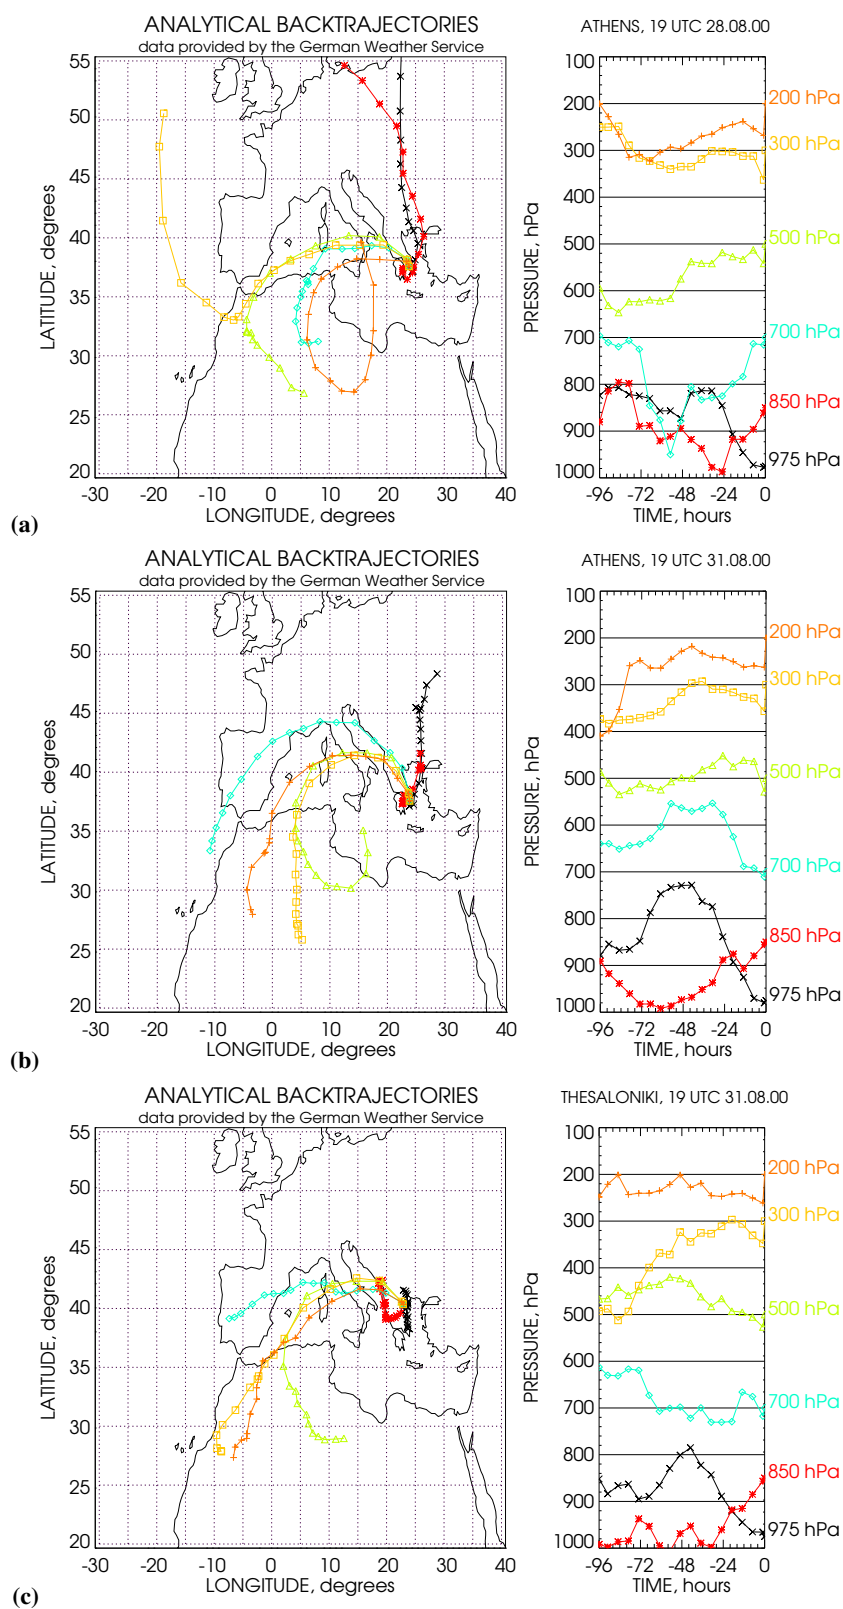 ANALYTICAL BACKTRAJECTORIES
data provided by the German Weather Service
ATHENS, 19 UTC 28.08.00
55
50
45
40
35
30
25
20
LATITUDE, degrees
-30 -20 -10 0 10 20 30 40
LONGITUDE, degrees
100
200
300
400
500
600
700
800
900
1000
PRESSURE, hPa
200 hPa
300 hPa
500 hPa
700 hPa
850 hPa
975 hPa
-96 -72 -48 -24 0
TIME, hours
(a)
ANALYTICAL BACKTRAJECTORIES
data provided by the German Weather Service
ATHENS, 19 UTC 31.08.00
55
50
45
40
35
30
25
20
LATITUDE, degrees
-30 -20 -10 0 10 20 30 40
LONGITUDE, degrees
100
200
300
400
500
600
700
800
900
1000
PRESSURE, hPa
200 hPa
300 hPa
500 hPa
700 hPa
850 hPa
975 hPa
-96 -72 -48 -24 0
TIME, hours
(b)
ANALYTICAL BACKTRAJECTORIES
data provided by the German Weather Service
THESALONIKI, 19 UTC 31.08.00
55
50
45
40
35
30
25
20
LATITUDE, degrees
-30 -20 -10 0 10 20 30 40
LONGITUDE, degrees
100
200
300
400
500
600
700
800
900
1000
PRESSURE, hPa
200 hPa
300 hPa
500 hPa
700 hPa
850 hPa
975 hPa
-96 -72 -48 -24 0
TIME, hours
(c)